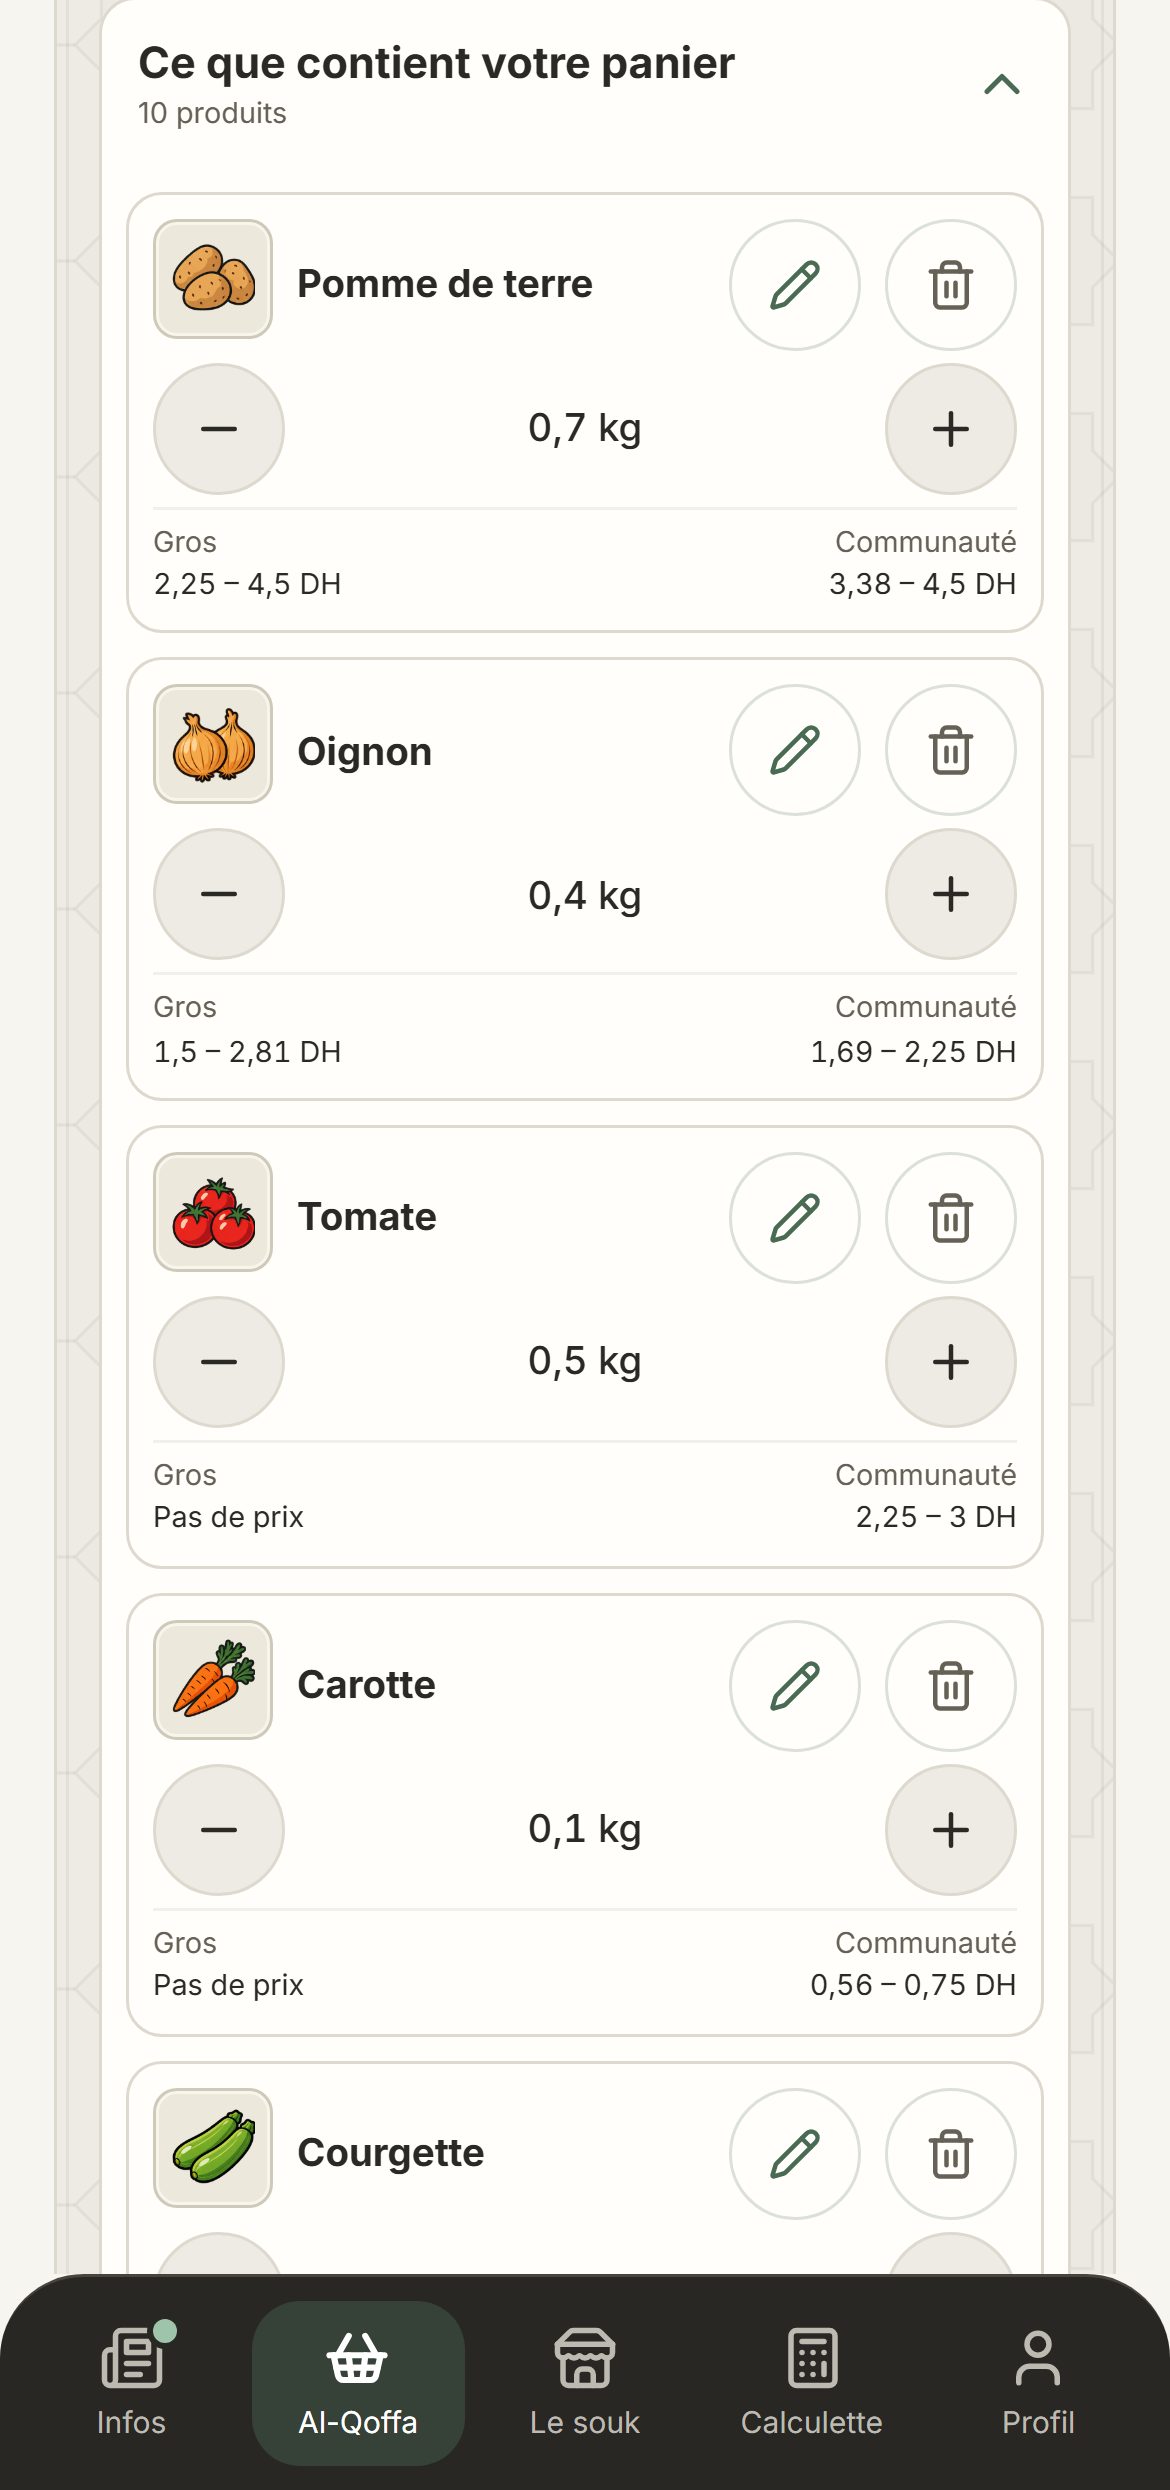 Ce que contient votre panier
10 produits
Pomme de terre
0,7 kg
Gros
Communauté
2,25 – 4,5 DH
3,38 – 4,5 DH
Oignon
0,4 kg
Gros
Communauté
1,5 – 2,81 DH
1,69 – 2,25 DH
Tomate
0,5 kg
Gros
Communauté
Pas de prix
2,25 – 3 DH
Carotte
0,1 kg
Gros
Communauté
Pas de prix
0,56 – 0,75 DH
Courgette
Infos
Al-Qoffa
Le souk
Calculette
Profil